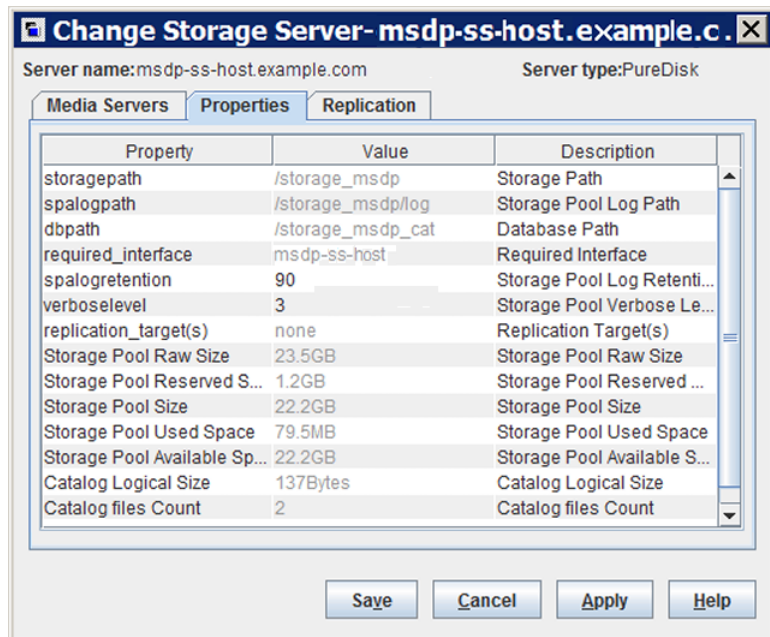 Change Storage Server-msdp-ss-host.example.c.
Server name:msdp-ss-host.example.com Server type:PureDisk
Media Servers Properties Replication
Property Value Description
storagepath /storage_msdp Storage Path
spalogpath /storage_msdp/log Storage Pool Log Path
dbpath /storage_msdp_cat Database Path
required_interface msdp-ss-host Required Interface
spalogretention 90 Storage Pool Log Retenti...
verboselevel 3 Storage Pool Verbose Le...
replication_target(s) none Replication Target(s)
Storage Pool Raw Size 23.5GB Storage Pool Raw Size
Storage Pool Reserved S... 1.2GB Storage Pool Reserved ...
Storage Pool Size 22.2GB Storage Pool Size
Storage Pool Used Space 79.5MB Storage Pool Used Space
Storage Pool Available Sp... 22.2GB Storage Pool Available S...
Catalog Logical Size 137Bytes Catalog Logical Size
Catalog files Count 2 Catalog files Count
Save Cancel Apply Help